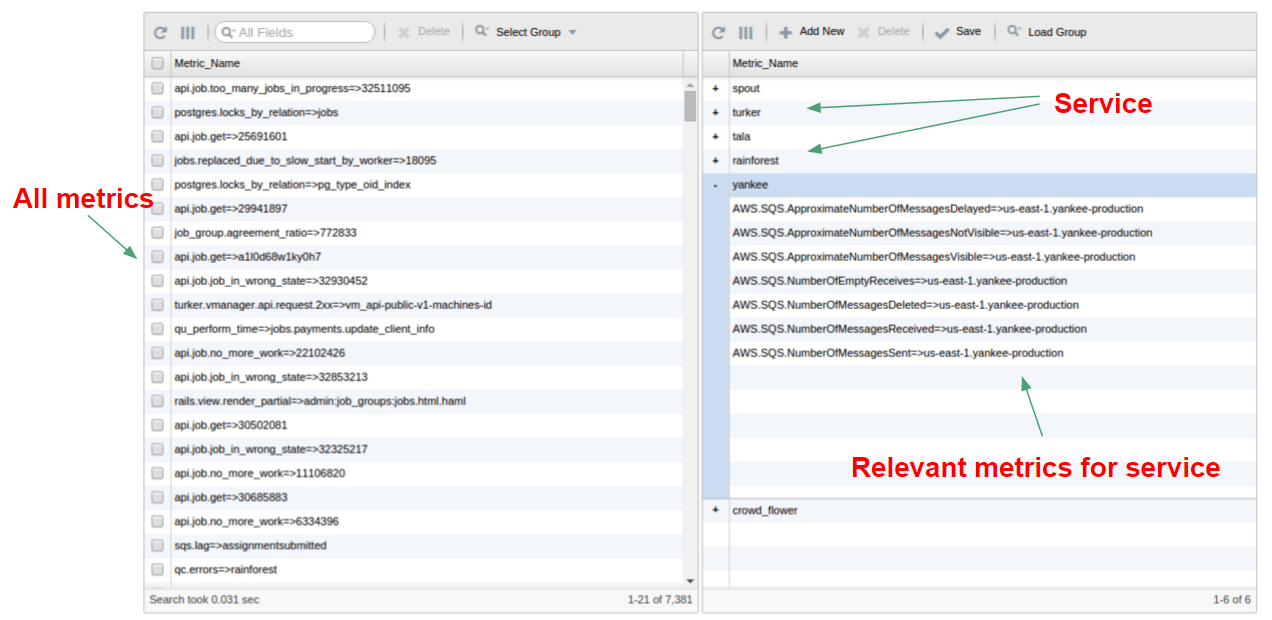 All Fields
Delete
Select Group
Metric_Name
api.job.too_many_jobs_in_progress=>32511095
postgres.locks_by_relation=>jobs
api.job.get=>25691601
jobs.replaced_due_to_slow_start_by_worker=>18095
postgres.locks_by_relation=>pg_type_oid_index
All metrics
api.job.get=>29941897
job_group.agreement_ratio=>772833
api.job.get=>a1l0d68w1ky0h7
api.job.job_in_wrong_state=>32930452
turker.vmanager.api.request.2xx=>vm_api-public-v1-machines-id
qu_perform_time=>jobs.payments.update_client_info
api.job.no_more_work=>22102426
api.job.job_in_wrong_state=>32853213
rails.view.render_partial=>admin:job_groups:jobs.html.haml
api.job.get=>30502081
api.job.job_in_wrong_state=>32325217
api.job.no_more_work=>11106820
api.job.get=>30685883
api.job.no_more_work=>6334396
sqs.lag=>assignmentsubmitted
qc.errors=>rainforest
Search took 0.031 sec
1-21 of 7,381
Add New
Delete
Save
Load Group
Metric_Name
+ spout
+ turker
Service
+ tala
+ rainforest
- yankee
AWS.SQS.ApproximateNumberOfMessagesDelayed=>us-east-1.yankee-production
AWS.SQS.ApproximateNumberOfMessagesNotVisible=>us-east-1.yankee-production
AWS.SQS.ApproximateNumberOfMessagesVisible=>us-east-1.yankee-production
AWS.SQS.NumberOfEmptyReceives=>us-east-1.yankee-production
AWS.SQS.NumberOfMessagesDeleted=>us-east-1.yankee-production
AWS.SQS.NumberOfMessagesReceived=>us-east-1.yankee-production
AWS.SQS.NumberOfMessagesSent=>us-east-1.yankee-production
Relevant metrics for service
+ crowd_flower
1-6 of 6